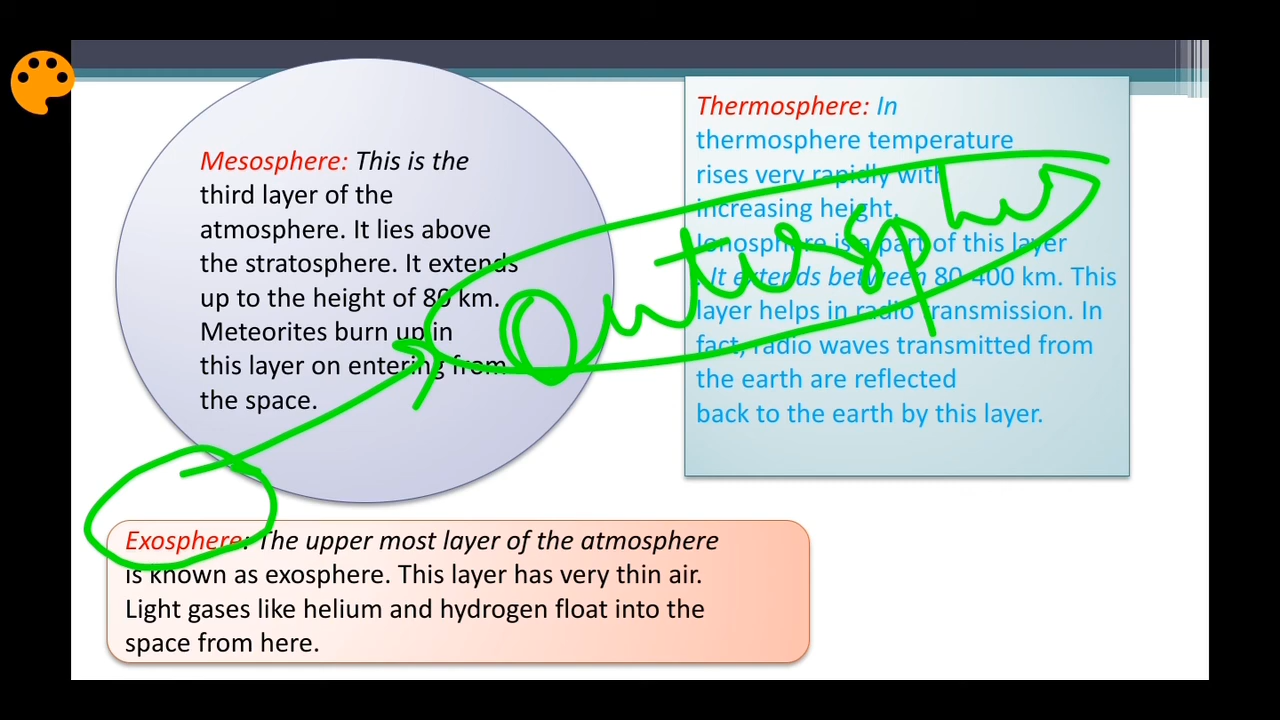 Mesosphere: This is the
third layer of the
atmosphere. It lies above
the stratosphere. It extends
up to the height of 80 km.
Meteorites burn up in
this layer on entering from
the space.
Thermosphere: In
thermosphere temperature
rises very rapidly with
increasing height.
Ionosphere is a part of this layer
. It extends between 80-400 km. This
layer helps in radio transmission. In
fact, radio waves transmitted from
the earth are reflected
back to the earth by this layer.
Exosphere: The upper most layer of the atmosphere
is known as exosphere. This layer has very thin air.
Light gases like helium and hydrogen float into the
space from here.